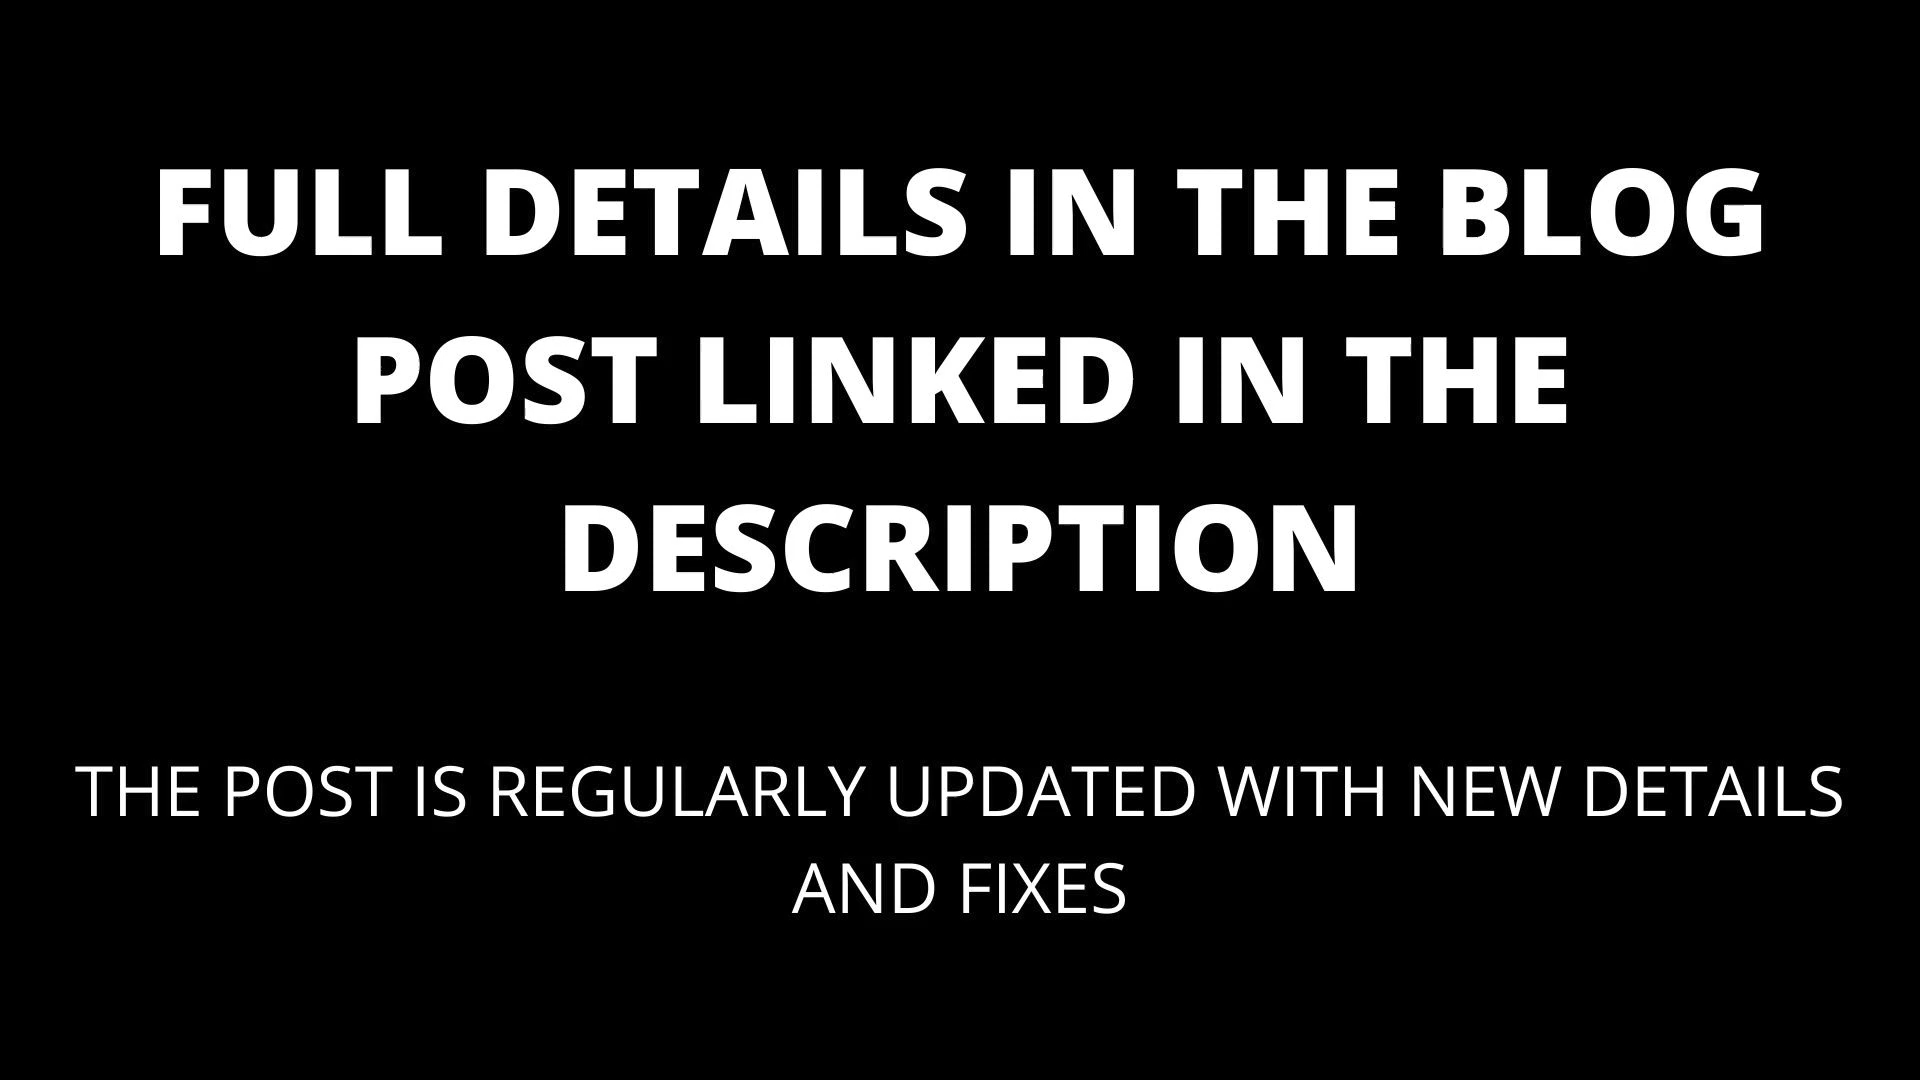 FULL DETAILS IN THE BLOG
POST LINKED IN THE
DESCRIPTION
THE POST IS REGULARLY UPDATED WITH NEW DETAILS
AND FIXES